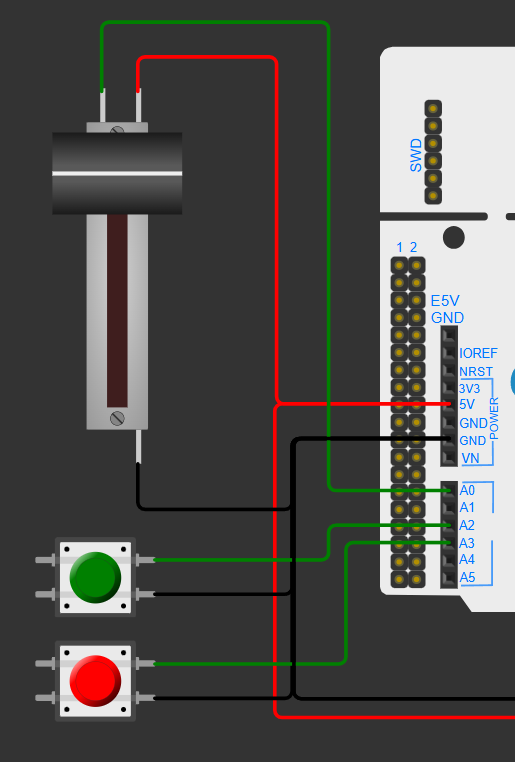 SWD
1 2
E5V
GND
IOREF
NRST
3V3
5V
GND
GND
VN
POWER
A0
A1
A2
A3
A4
A5